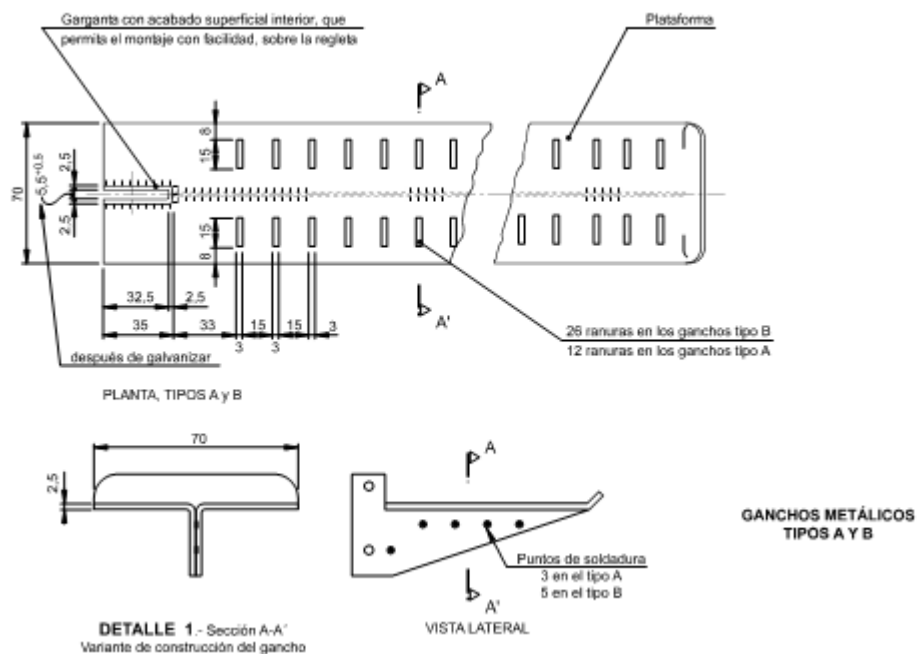 Garganta con acabado superficial interior, que
permita el montaje con facilidad, sobre la regleta
Plataforma
A
8
15
2,5
5,5+0,5
70
2,5
15
8
32,5
2,5
35
33
15
15
3
3
3
A'
26 ranuras en los ganchos tipo B
12 ranuras en los ganchos tipo A
después de galvanizar
PLANTA, TIPOS A y B
70
2,5
A
GANCHOS METÁLICOS
TIPOS A Y B
Puntos de soldadura
3 en el tipo A
5 en el tipo B
A'
DETALLE 1.- Sección A-A´
Variante de construcción del gancho
VISTA LATERAL